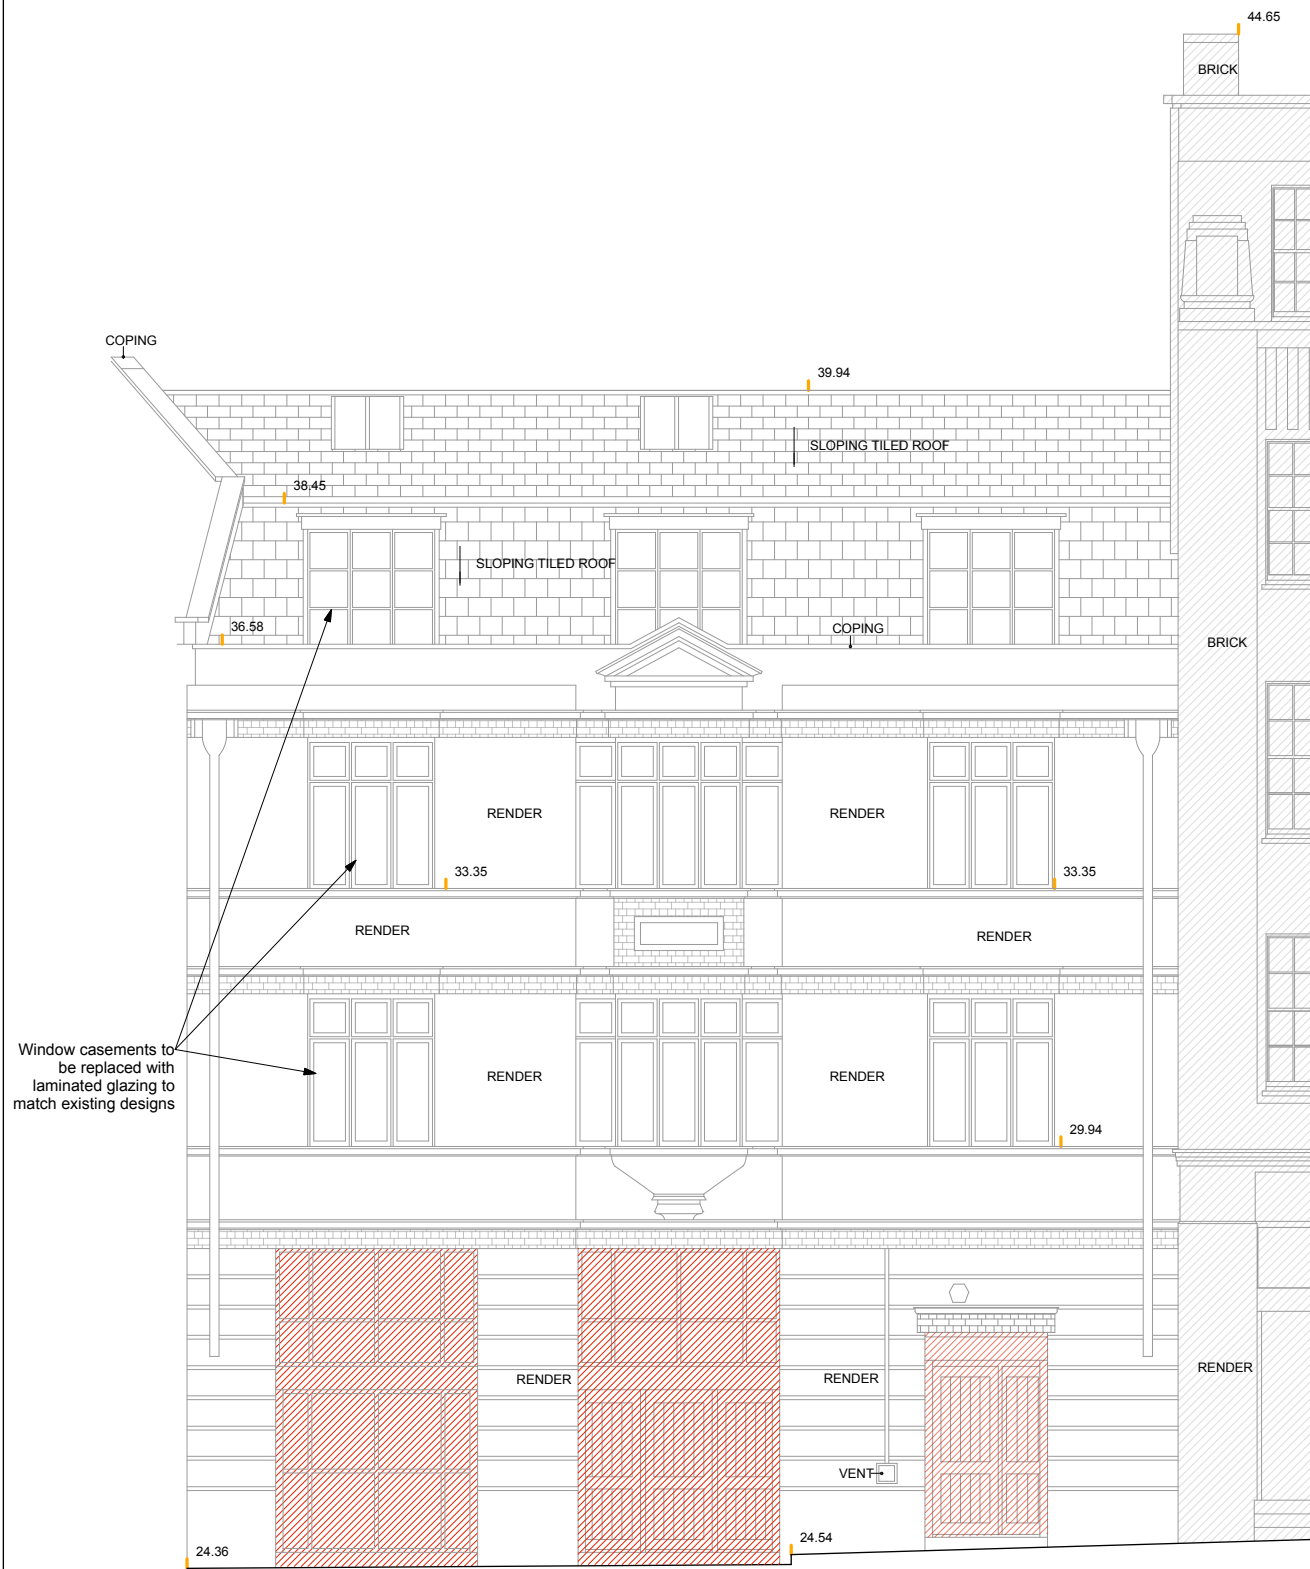 44.65
BRICK
COPING
39.94
SLOPING TILED ROOF
38.45
SLOPING TILED ROOF
36.58
COPING
BRICK
RENDER
RENDER
33.35
33.35
RENDER
RENDER
Window casements to
be replaced with
laminated glazing to
match existing designs
RENDER
RENDER
29.94
RENDER
RENDER
RENDER
VENT
24.54
24.36